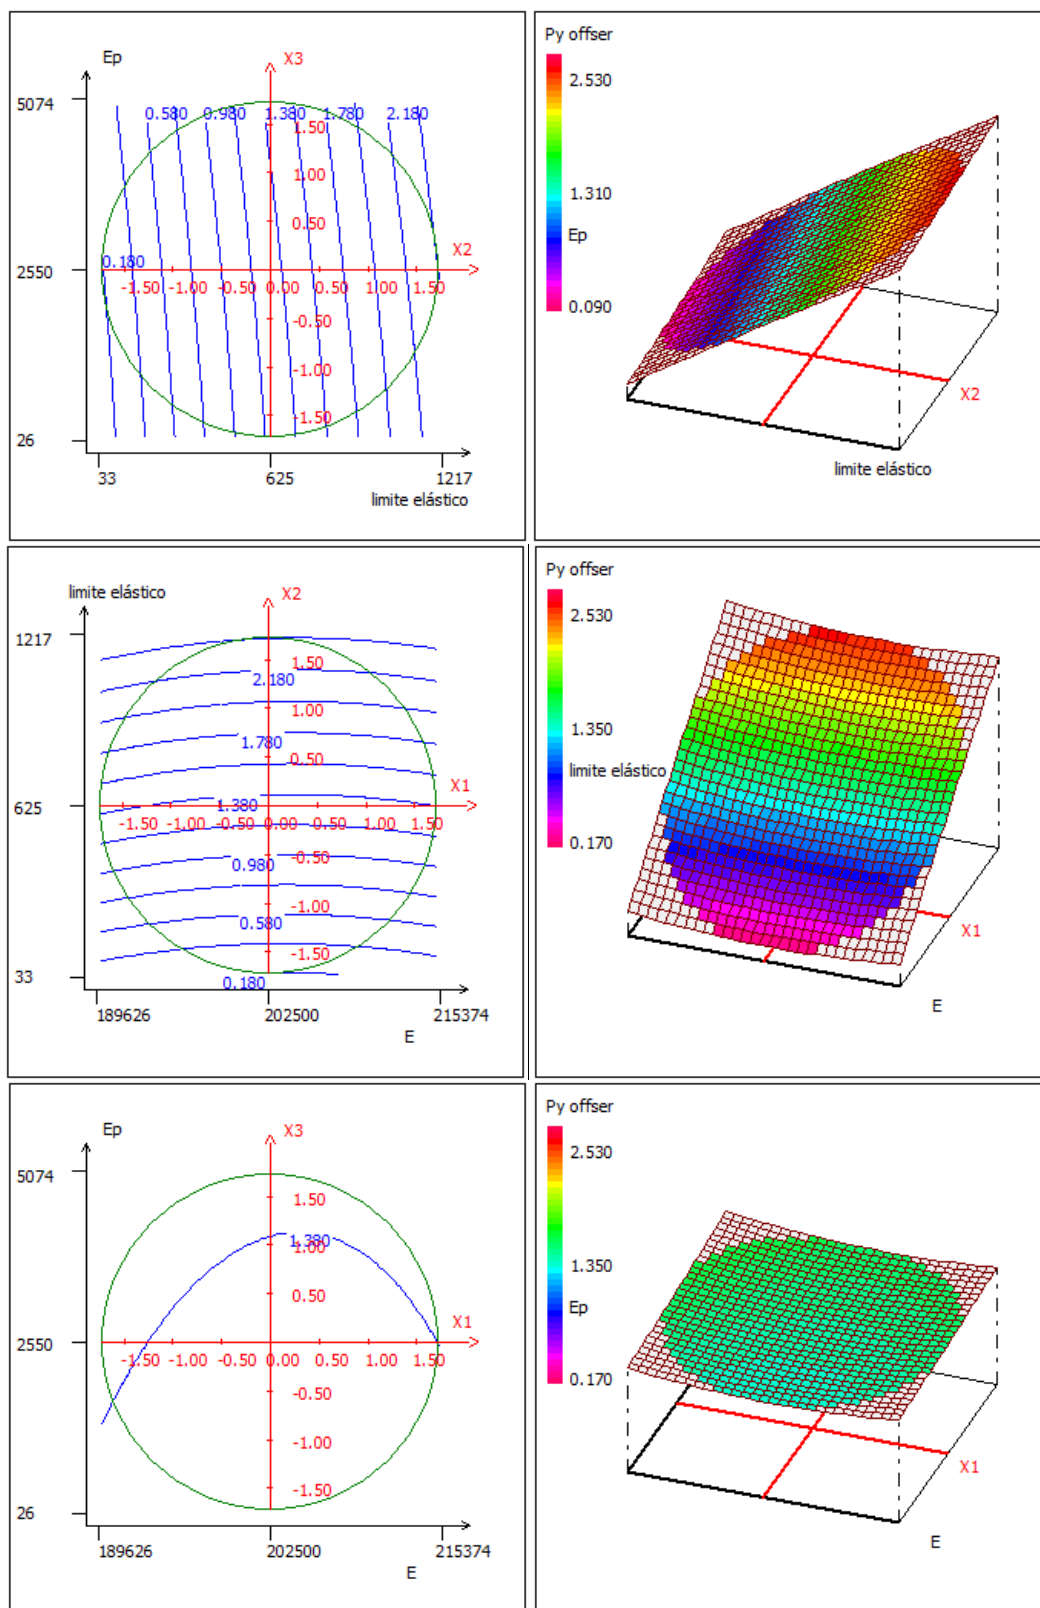 Ep
X3
5074
0.580 0.980 1.380 1.780 2.180
1.50
1.00
0.50
X2
0.180
2550
-1.50 -1.00 -0.50 0.00 0.50 1.00 1.50
-0.50
-1.00
-1.50
26
33 625 1217
limite elástico
Py offser
2.530
1.310
Ep
0.090
X2
limite elástico
limite elástico
X2
1217
1.50
2.180
1.00
1.780
0.50
X1
625
1.380
-1.50 -1.00 -0.50 0.00 0.50 1.00 1.50
-0.50
0.980
-1.00
0.580
-1.50
33
0.180
189626 202500 215374
E
Py offser
2.530
1.350
limite elástico
0.170
X1
E
Ep
X3
5074
1.50
1.380
1.00
0.50
X1
2550
-1.50 -1.00 -0.50 0.00 0.50 1.00 1.50
-0.50
-1.00
-1.50
26
189626 202500 215374
E
Py offser
2.530
1.350
Ep
0.170
X1
E